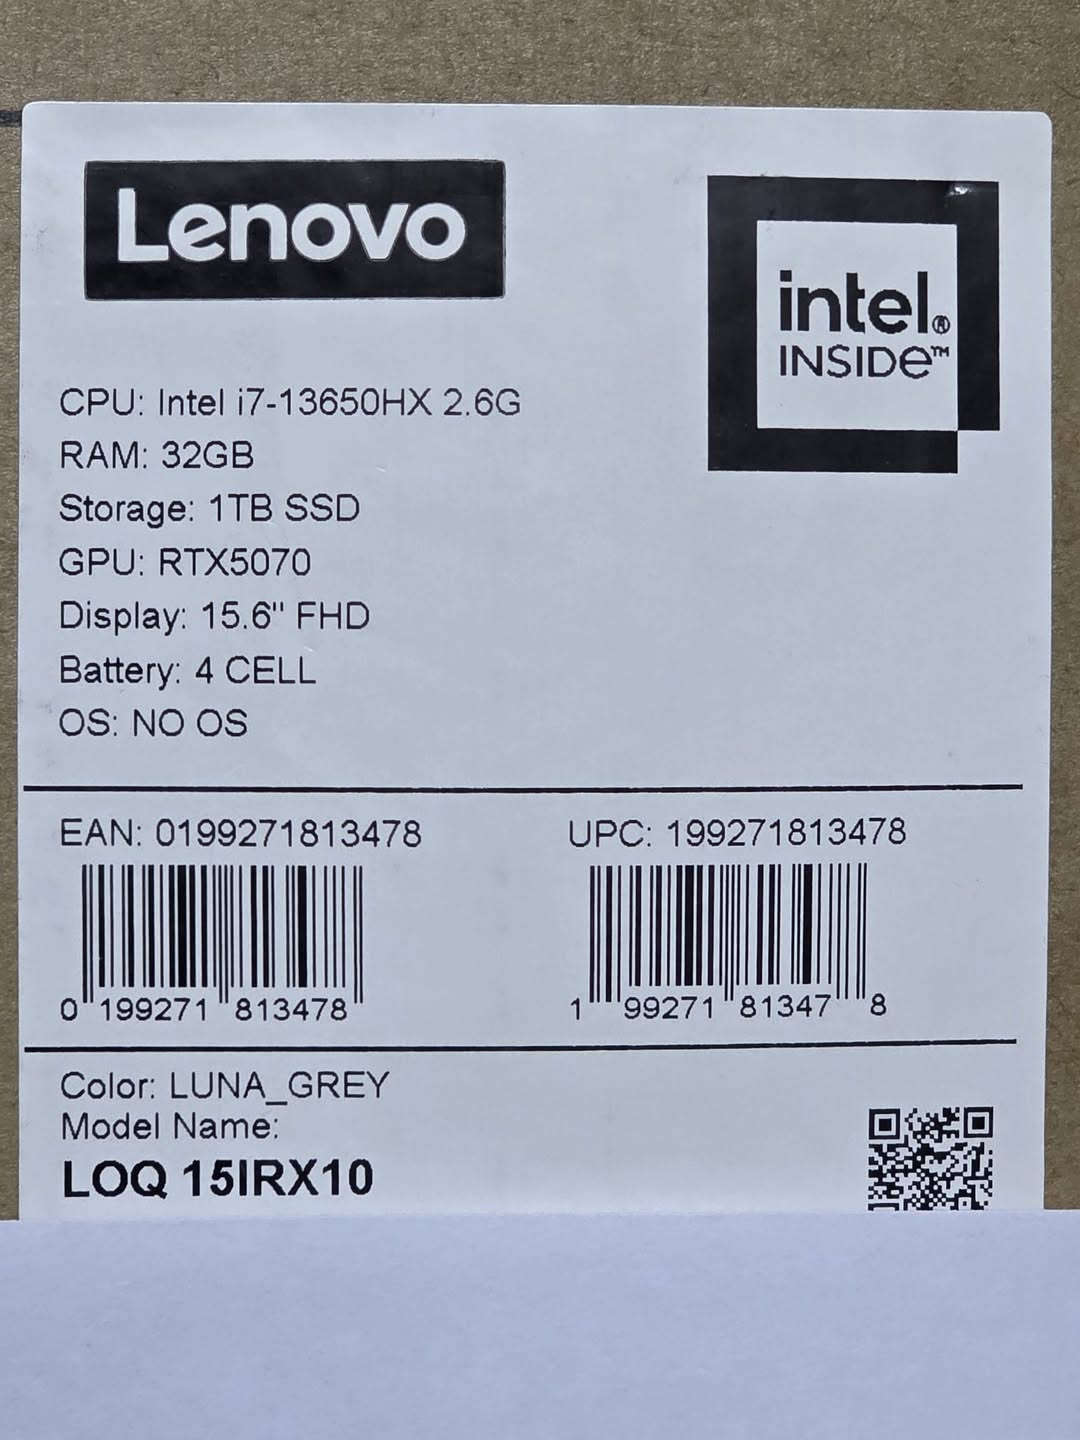 Lenovo
intel®
INSIDE™
CPU: Intel i7-13650HX 2.6G
RAM: 32GB
Storage: 1TB SSD
GPU: RTX5070
Display: 15.6" FHD
Battery: 4 CELL
OS: NO OS
EAN: 0199271813478
UPC: 199271813478
0 199271 813478
1 99271 81347 8
Color: LUNA_GREY
Model Name:
LOQ 15IRX10